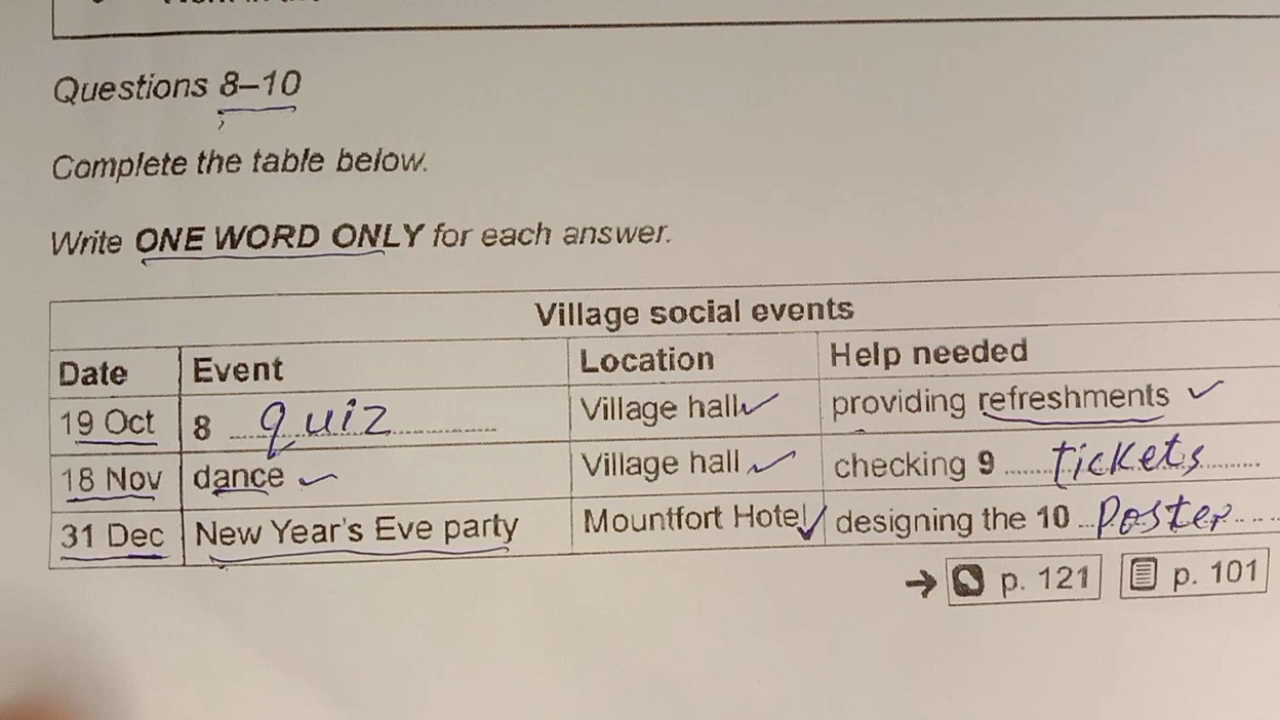 Questions 8–10
Complete the table below.
Write ONE WORD ONLY for each answer.
Village social events
Date Event Location Help needed
19 Oct 8 quiz Village hall providing refreshments
18 Nov dance Village hall checking 9 tickets
31 Dec New Year's Eve party Mountfort Hotel designing the 10 Poster
p. 121 p. 101